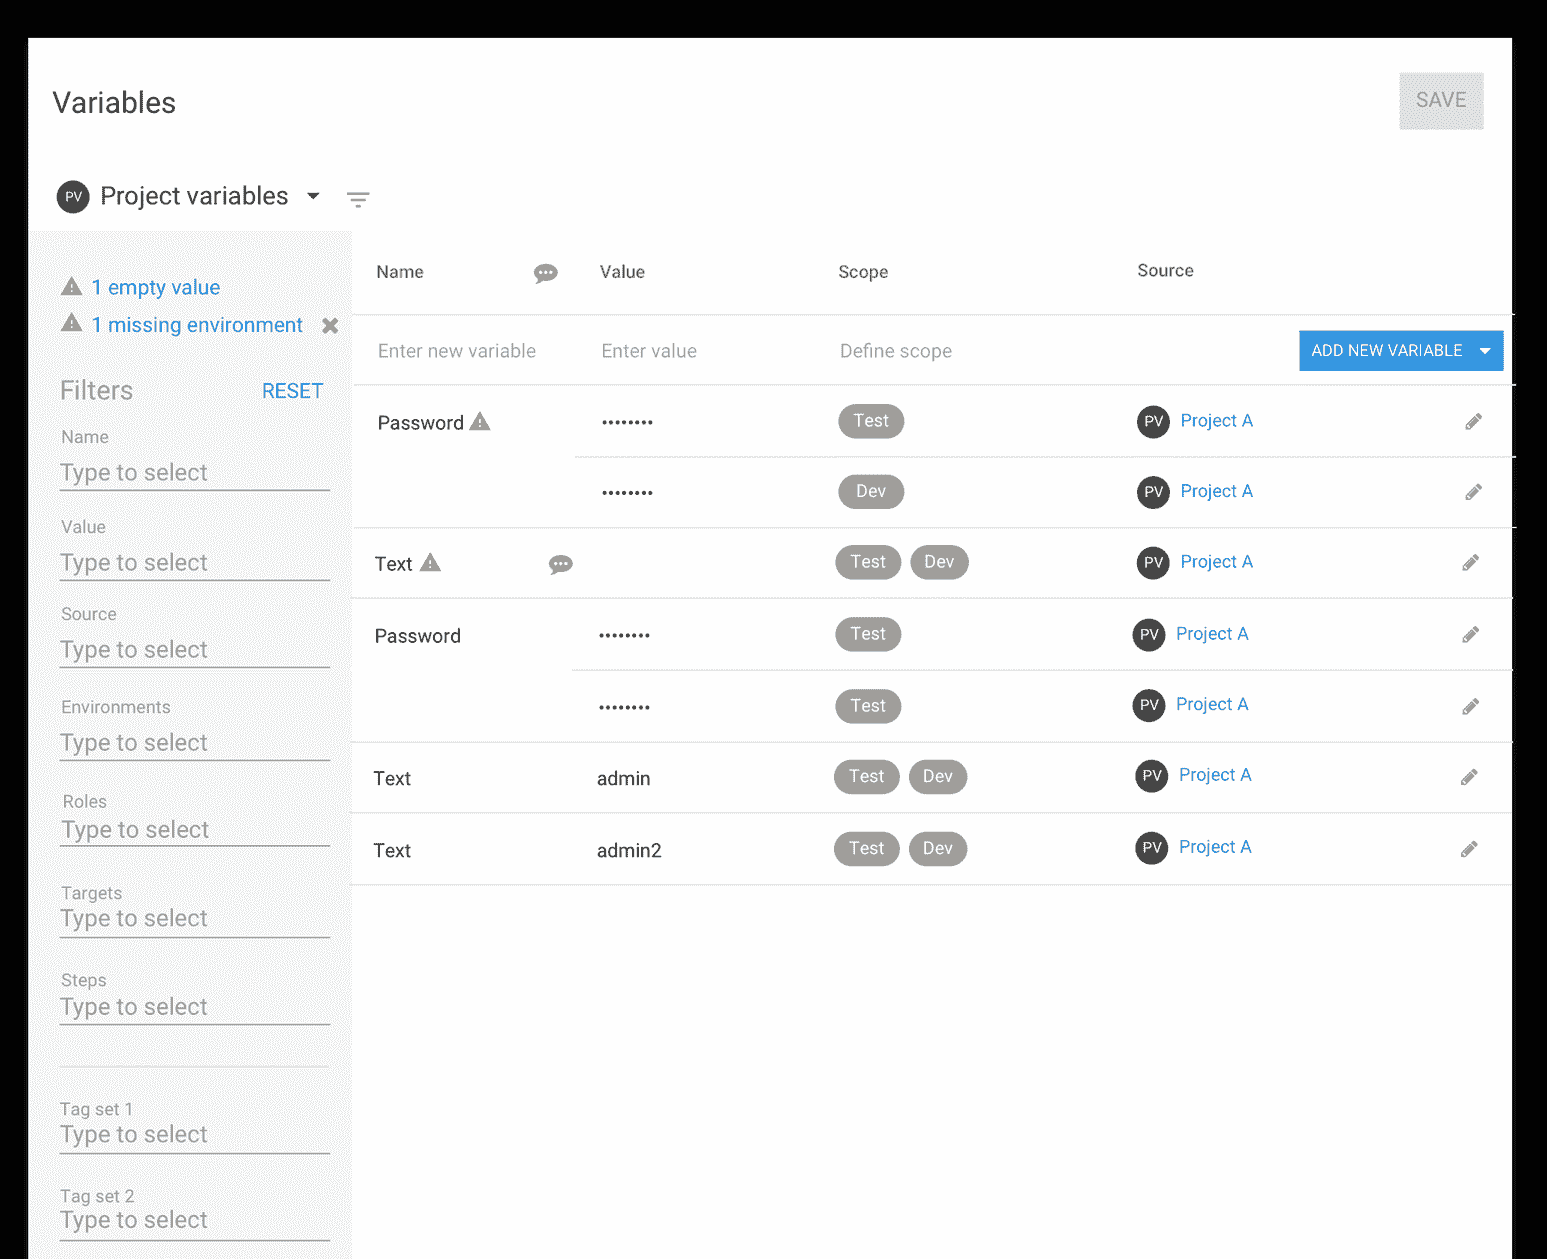 Variables
SAVE
PV Project variables
1 empty value
1 missing environment
Filters RESET
Name
Type to select
Value
Type to select
Source
Type to select
Environments
Type to select
Roles
Type to select
Targets
Type to select
Steps
Type to select
Tag set 1
Type to select
Tag set 2
Type to select
Name Value Scope Source
Enter new variable Enter value Define scope ADD NEW VARIABLE
Password •••••••• Test PV Project A
•••••••• Dev PV Project A
Text Test Dev PV Project A
Password •••••••• Test PV Project A
•••••••• Test PV Project A
Text admin Test Dev PV Project A
Text admin2 Test Dev PV Project A